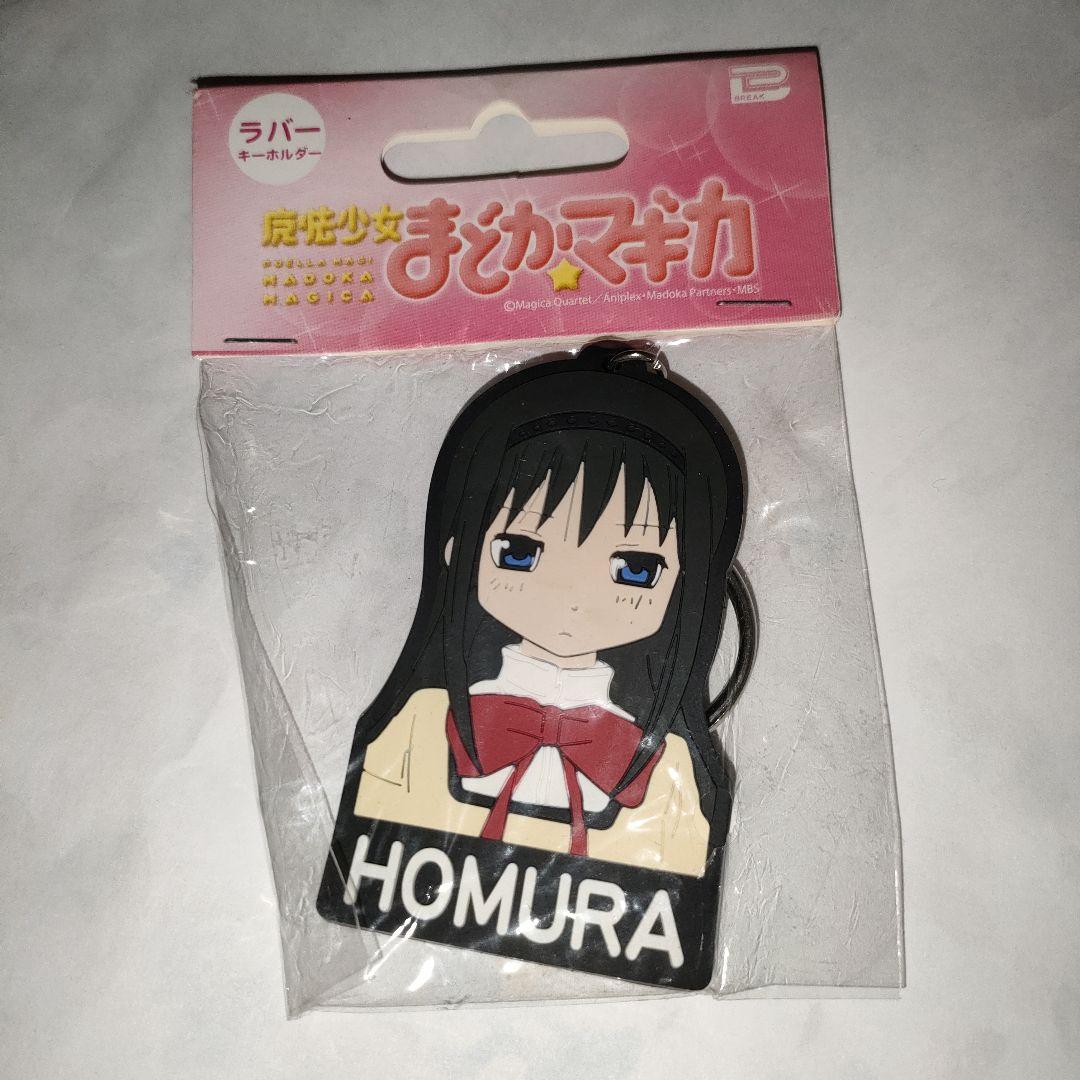 ラバー
キーホルダー
BREAK
魔法少女
まどか☆マギカ
PUELLA MAGI
MADOKA
MAGICA
©Magica Quartet／Aniplex・Madoka Partners・MBS
HOMURA